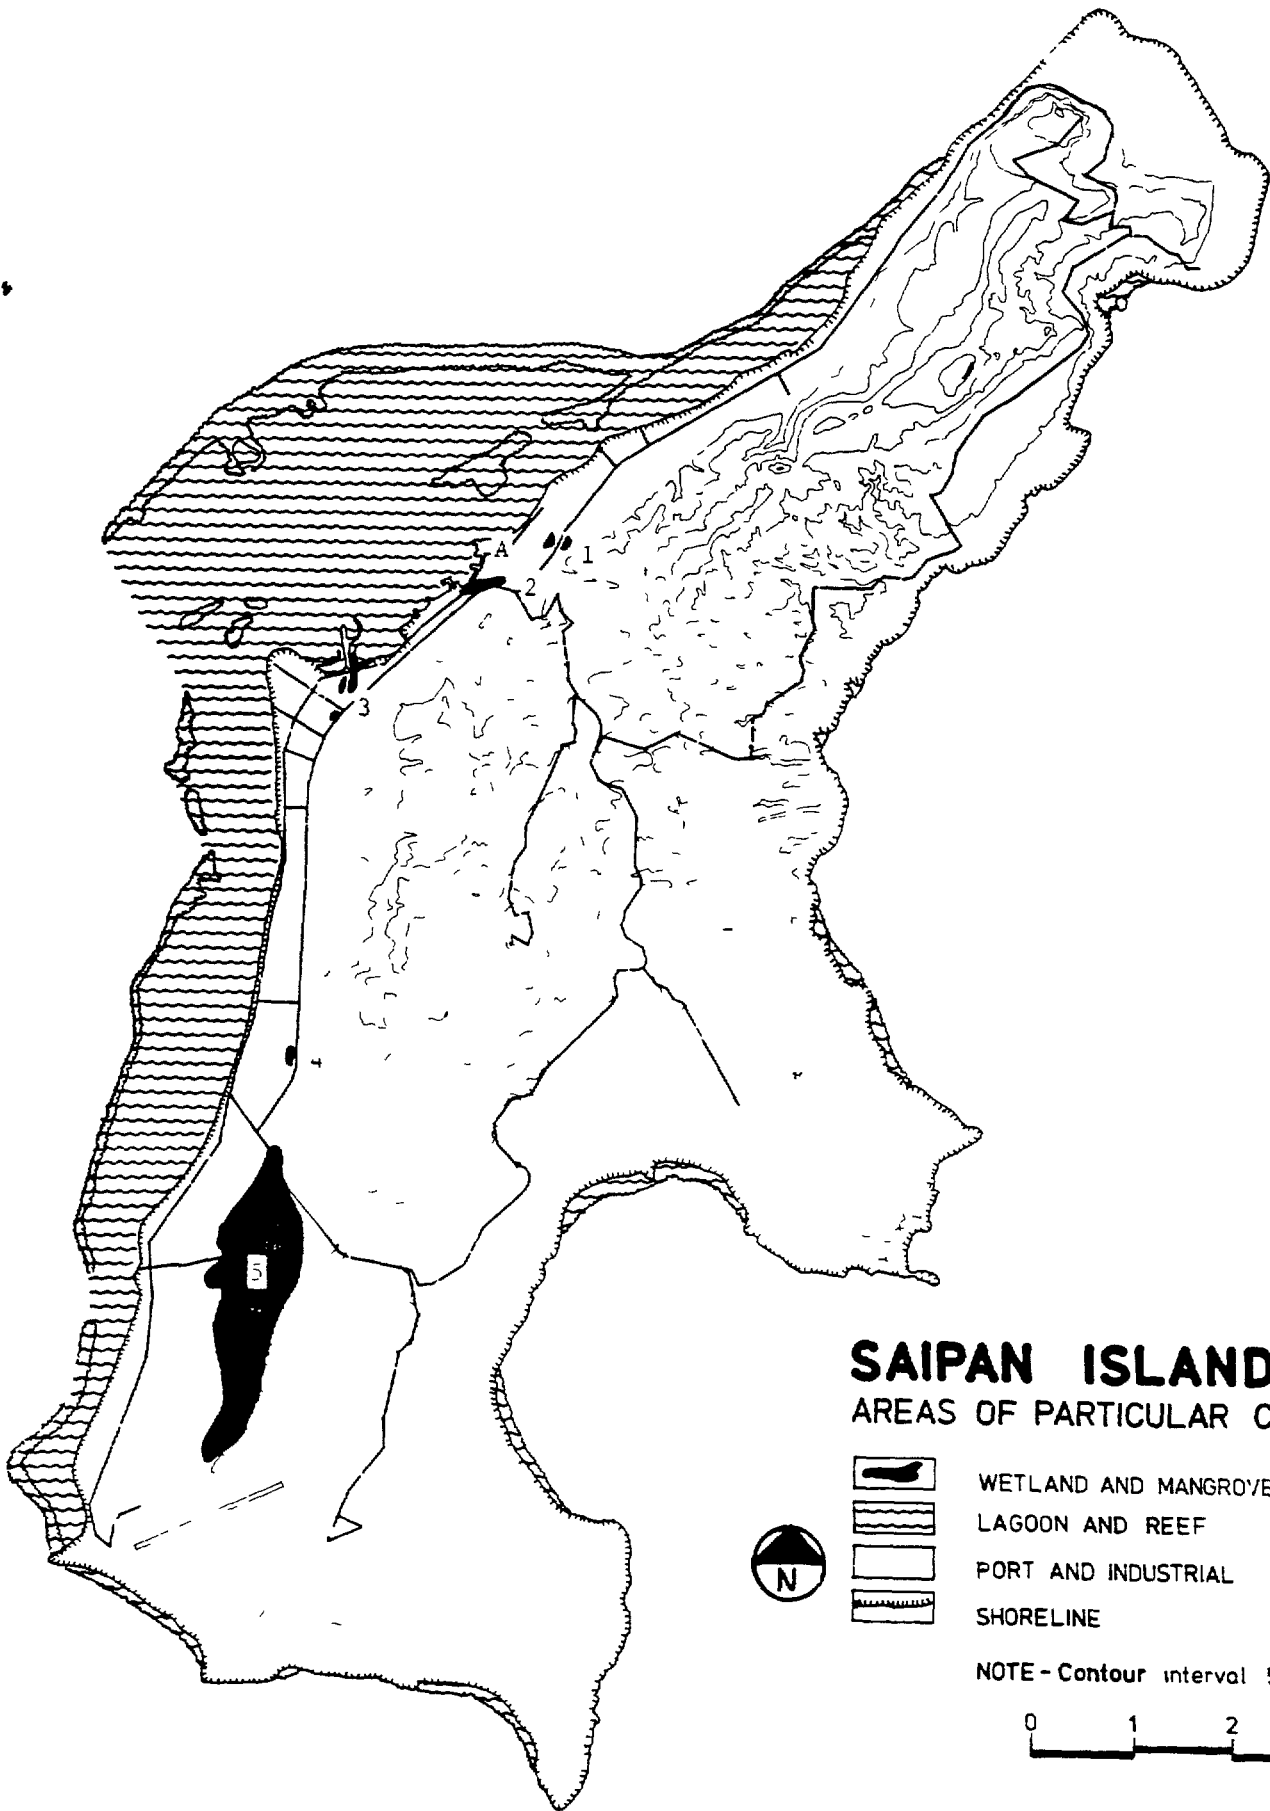 A
1
2
3
4
5
SAIPAN ISLAND
AREAS OF PARTICULAR
WETLAND AND MANGROVE
LAGOON AND REEF
PORT AND INDUSTRIAL
SHORELINE
N
NOTE - Contour interval
0 1 2